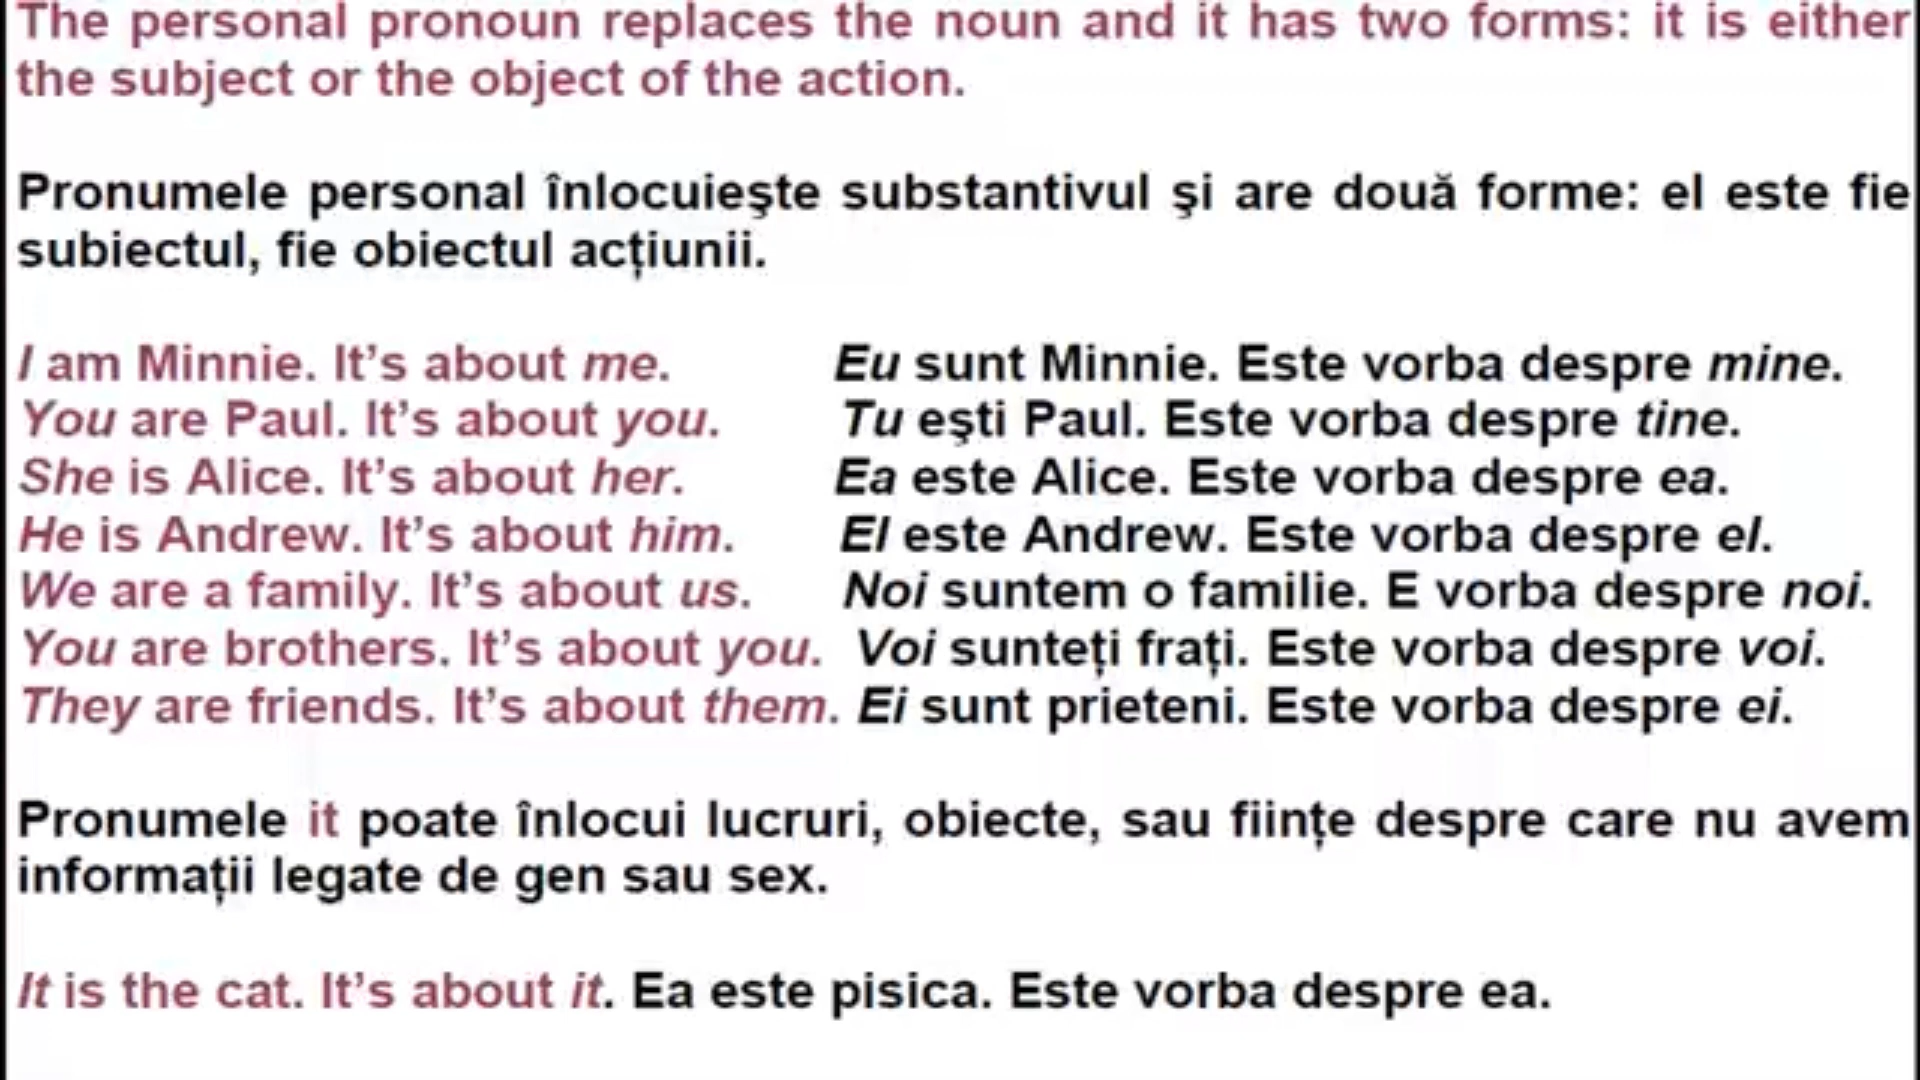 The personal pronoun replaces the noun and it has two forms: it is either
the subject or the object of the action.
Pronumele personal înlocuieşte substantivul şi are două forme: el este fie
subiectul, fie obiectul acțiunii.
I am Minnie. It’s about me. Eu sunt Minnie. Este vorba despre mine.
You are Paul. It’s about you. Tu eşti Paul. Este vorba despre tine.
She is Alice. It’s about her. Ea este Alice. Este vorba despre ea.
He is Andrew. It’s about him. El este Andrew. Este vorba despre el.
We are a family. It’s about us. Noi suntem o familie. E vorba despre noi.
You are brothers. It’s about you. Voi sunteți frați. Este vorba despre voi.
They are friends. It’s about them. Ei sunt prieteni. Este vorba despre ei.
Pronumele it poate înlocui lucruri, obiecte, sau ființe despre care nu avem
informații legate de gen sau sex.
It is the cat. It’s about it. Ea este pisica. Este vorba despre ea.